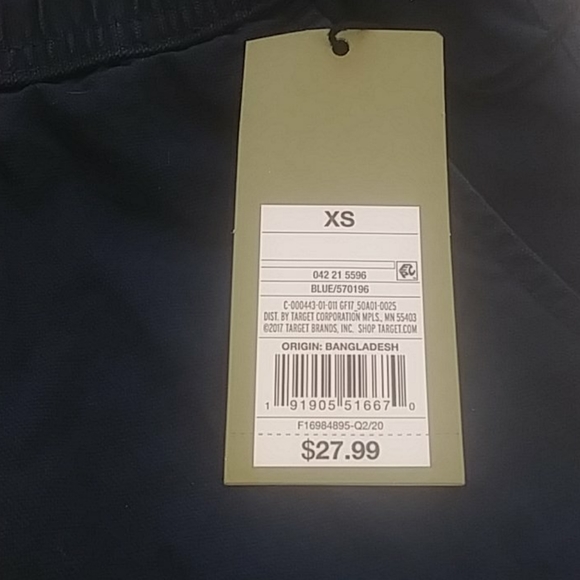 XS
042 21 5596
BLUE/570196
C-000443-01-011 GF17_50A01-0025
DIST. BY TARGET CORPORATION MPLS., MN 55403
©2017 TARGET BRANDS, INC. SHOP TARGET.COM
ORIGIN: BANGLADESH
1 91905 51667 0
F16984895-Q2/20
$27.99